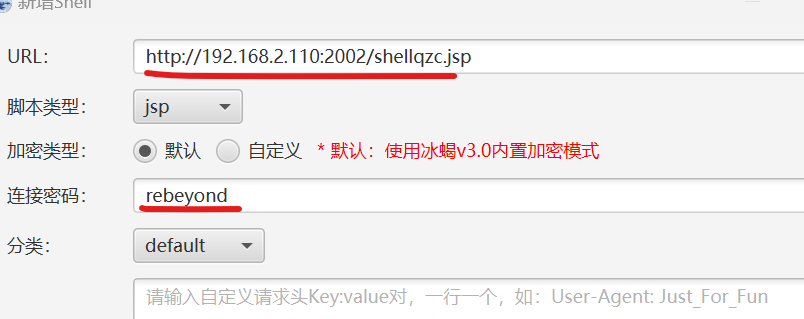 新增Shell
URL： http://192.168.2.110:2002/shellqzc.jsp
脚本类型： jsp
加密类型： 默认 自定义 * 默认：使用冰蝎v3.0内置加密模式
连接密码： rebeyond
分类： default
请输入自定义请求头Key:value对，一行一个，如：User-Agent: Just_For_Fun